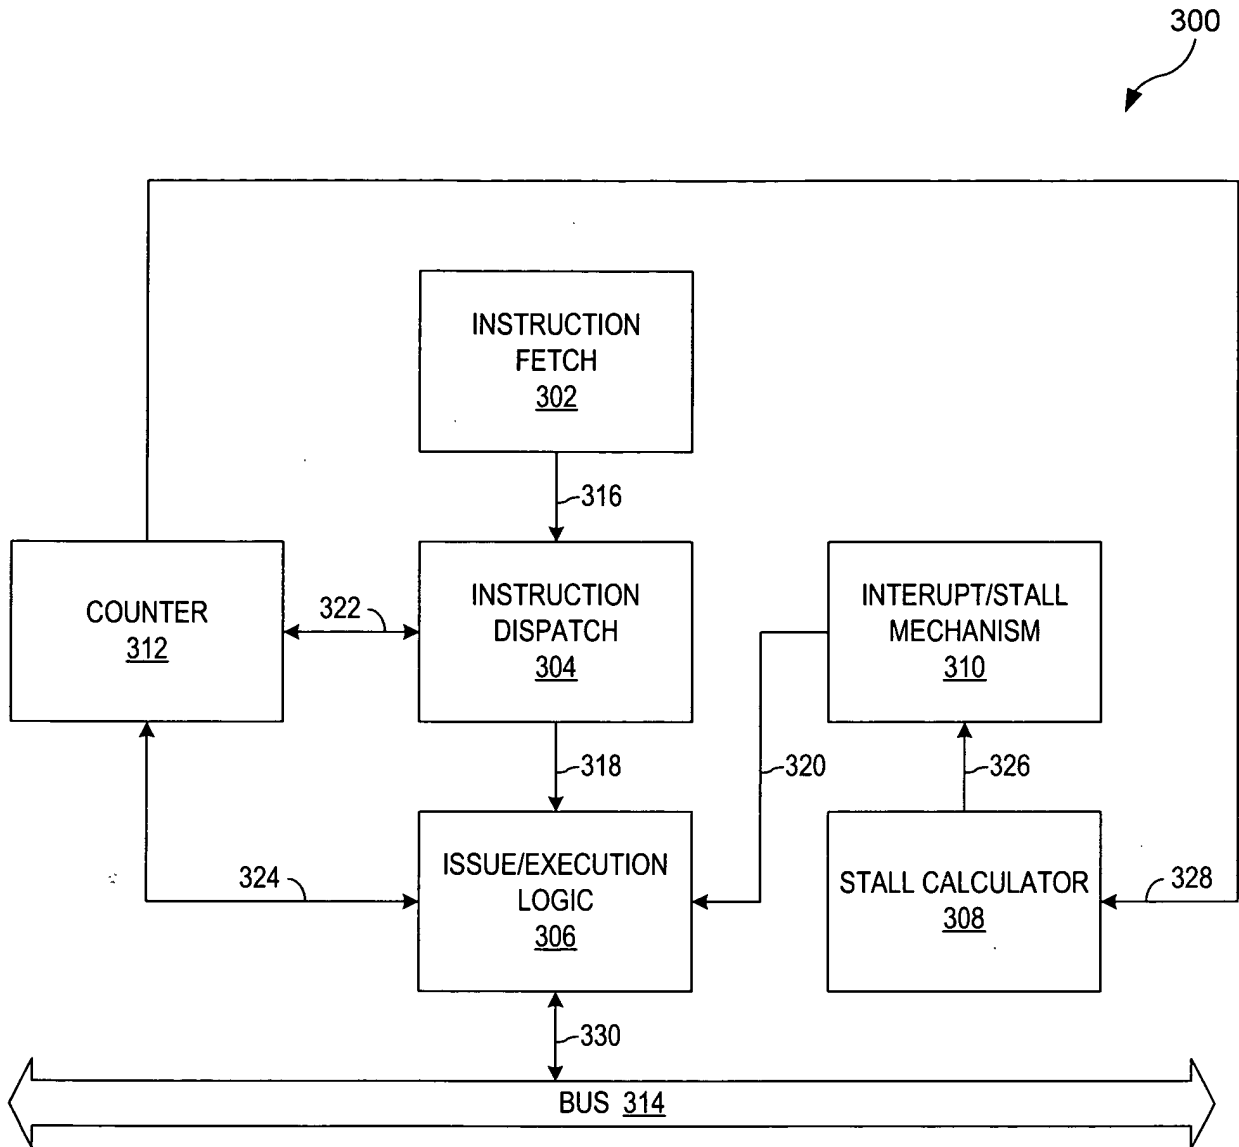 300
INSTRUCTION
FETCH
302
316
COUNTER
312
322
INSTRUCTION
DISPATCH
304
INTERUPT/STALL
MECHANISM
310
318
320
326
324
ISSUE/EXECUTION
LOGIC
306
STALL CALCULATOR
308
328
330
BUS 314